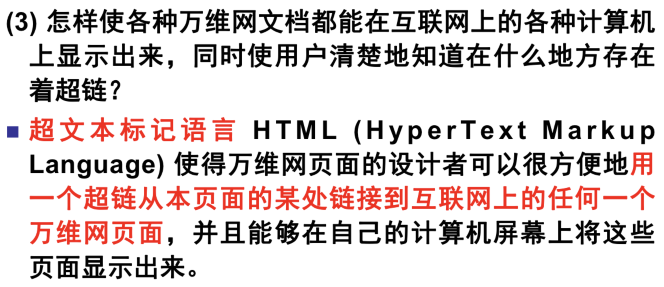 (3) 怎样使各种万维网文档都能在互联网上的各种计算机
上显示出来，同时使用户清楚地知道在什么地方存在
着超链？
■ 超文本标记语言 HTML (HyperText Markup
Language) 使得万维网页面的设计者可以很方便地用
一个超链从本页面的某处链接到互联网上的任何一个
万维网页面，并且能够在自己的计算机屏幕上将这些
页面显示出来。